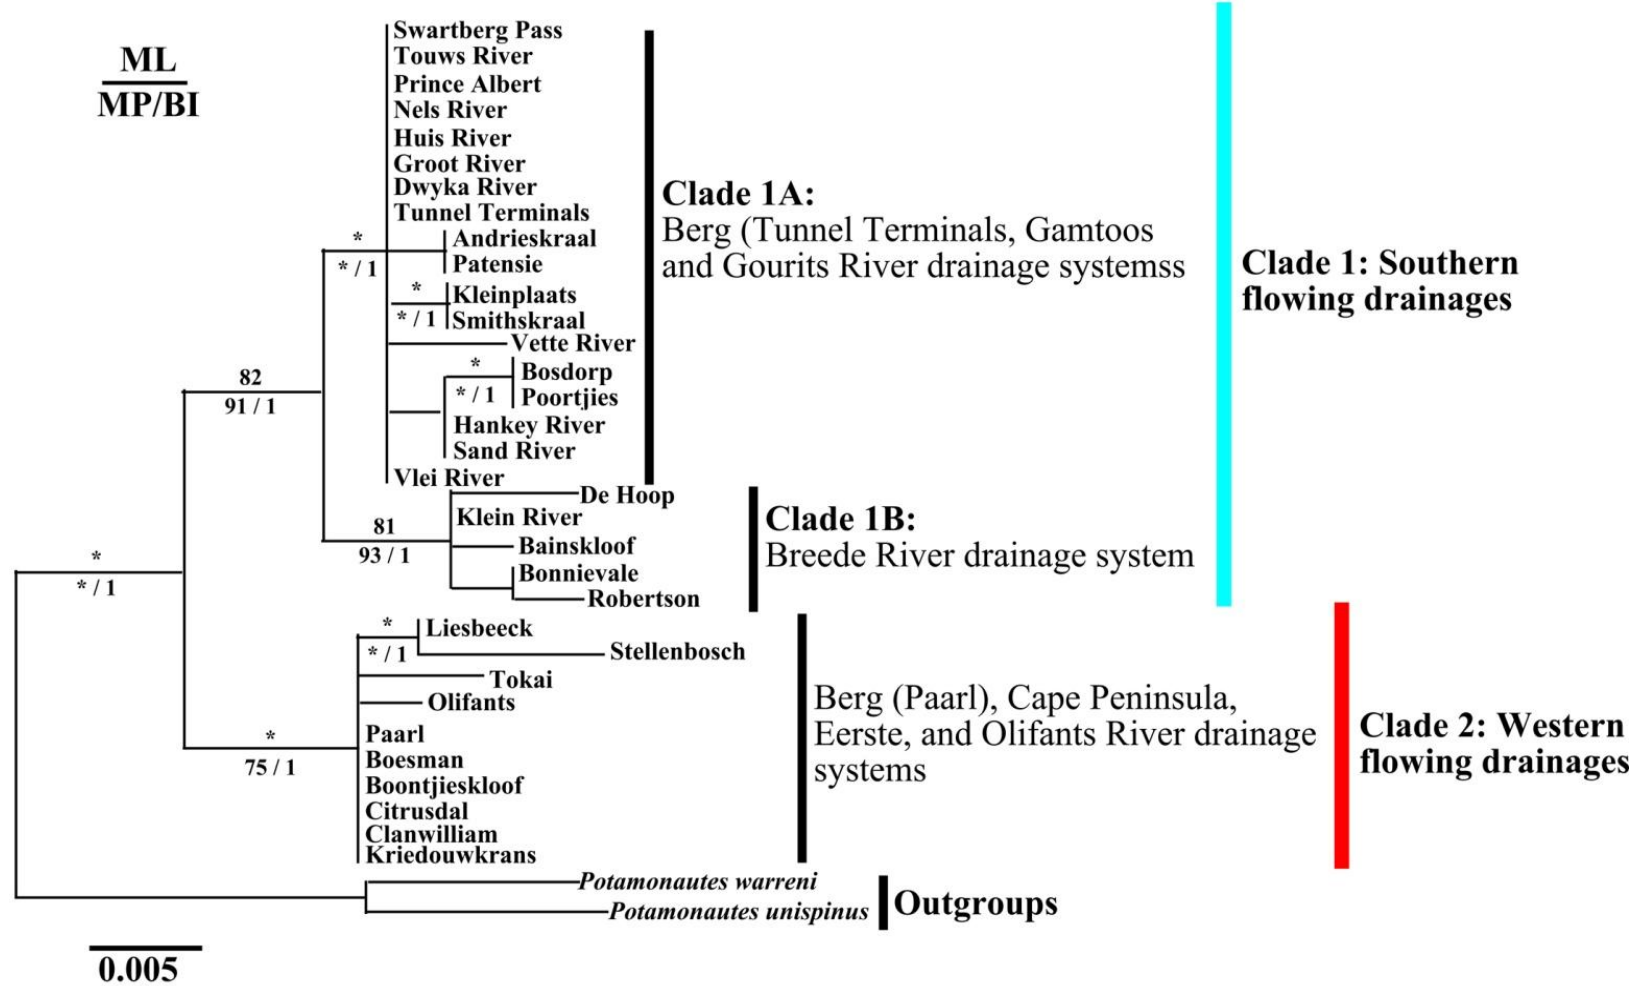 ML
MP/BI
Swartberg Pass
Touws River
Prince Albert
Nels River
Huis River
Groot River
Dwyka River
Tunnel Terminals
*
* / 1
Andrieskraal
Patensie
*
* / 1
Kleinplaats
Smithskraal
Vette River
*
* / 1
Bosdorp
Poortjies
Hankey River
Sand River
Vlei River
Clade 1A:
Berg (Tunnel Terminals, Gamtoos
and Gourits River drainage systemss
82
91 / 1
81
93 / 1
De Hoop
Klein River
Bainskloof
Bonnievale
Robertson
Clade 1B:
Breede River drainage system
Clade 1: Southern
flowing drainages
*
* / 1
*
* / 1
Liesbeeck
Stellenbosch
Tokai
Olifants
*
75 / 1
Paarl
Boesman
Boontjieskloof
Citrusdal
Clanwilliam
Kriedouwkrans
Berg (Paarl), Cape Peninsula,
Eerste, and Olifants River drainage
systems
Clade 2: Western
flowing drainages
Potamonautes warreni
Potamonautes unispinus
Outgroups
0.005